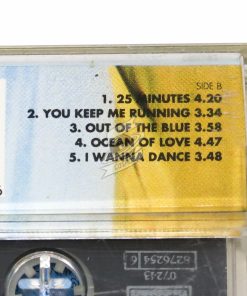 SIDE B
1. 25 MINUTES 4.20
2. YOU KEEP ME RUNNING 3.34
3. OUT OF THE BLUE 3.58
4. OCEAN OF LOVE 4.47
5. I WANNA DANCE 3.48